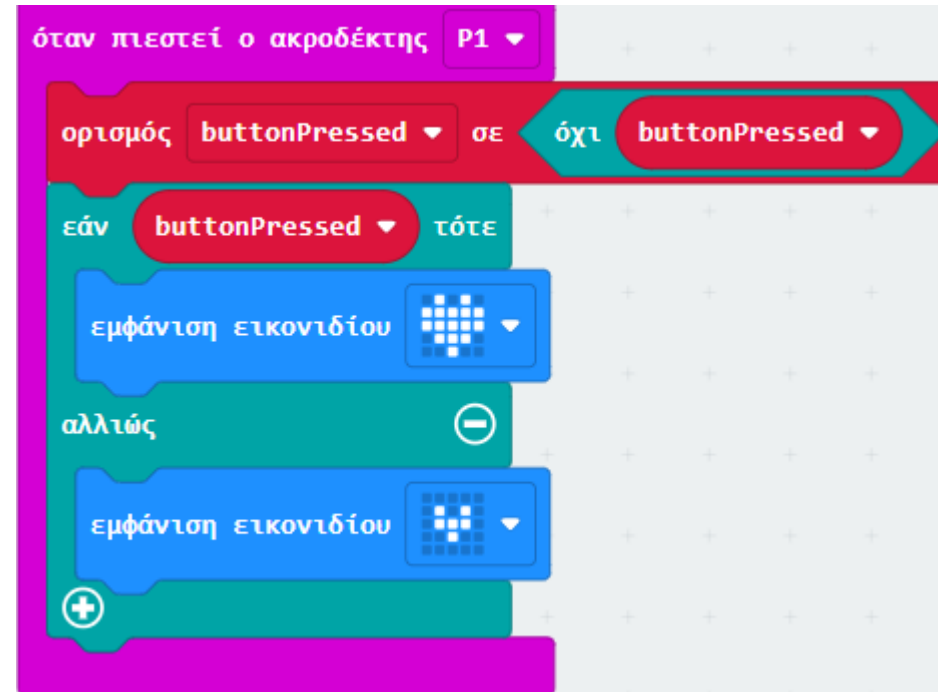 όταν πιεστεί ο ακροδέκτης P1
ορισμός buttonPressed σε όχι buttonPressed
εάν buttonPressed τότε
εμφάνιση εικονιδίου
αλλιώς
εμφάνιση εικονιδίου